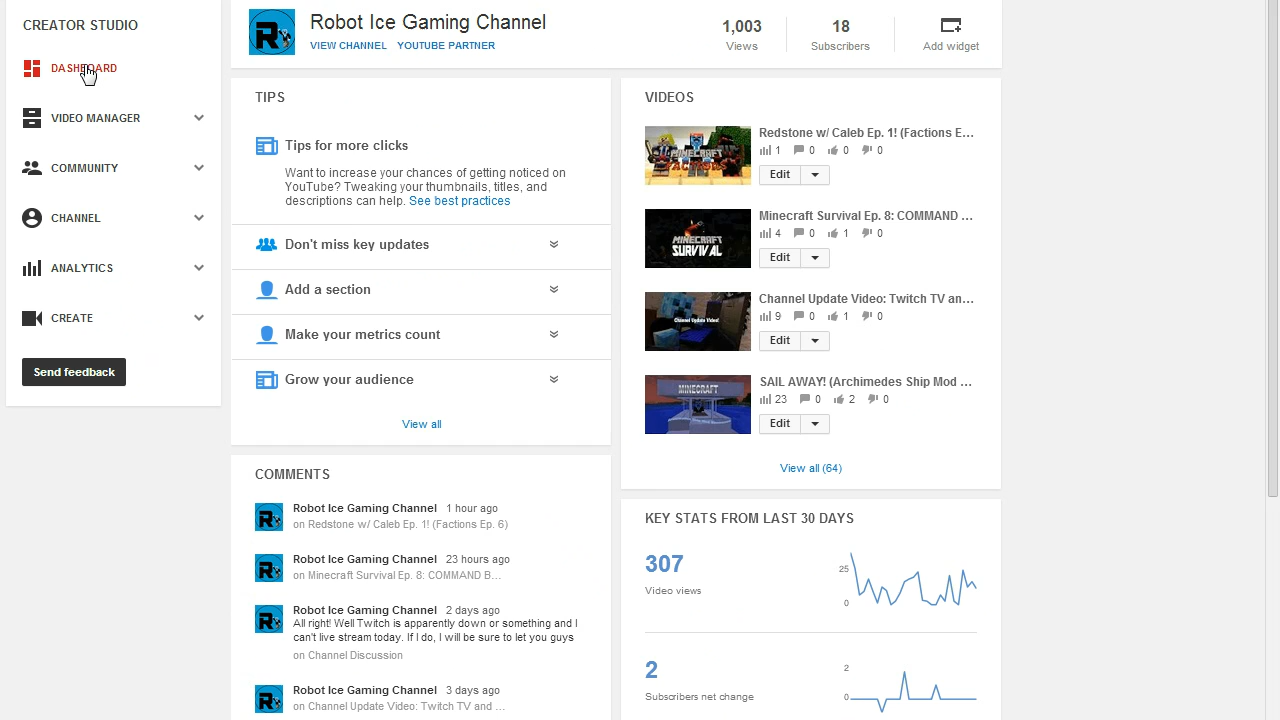 CREATOR STUDIO
DASHBOARD
VIDEO MANAGER
COMMUNITY
CHANNEL
ANALYTICS
CREATE
Send feedback
Robot Ice Gaming Channel
VIEW CHANNEL YOUTUBE PARTNER
1,003
Views
18
Subscribers
Add widget
TIPS
Tips for more clicks
Want to increase your chances of getting noticed on
YouTube? Tweaking your thumbnails, titles, and
descriptions can help. See best practices
Don't miss key updates
Add a section
Make your metrics count
Grow your audience
View all
COMMENTS
Robot Ice Gaming Channel 1 hour ago
on Redstone w/ Caleb Ep. 1! (Factions Ep. 6)
Robot Ice Gaming Channel 23 hours ago
on Minecraft Survival Ep. 8: COMMAND B...
Robot Ice Gaming Channel 2 days ago
All right! Well Twitch is apparently down or something and I
can't live stream today. If I do, I will be sure to let you guys
on Channel Discussion
Robot Ice Gaming Channel 3 days ago
on Channel Update Video: Twitch TV and ...
VIDEOS
MINECRAFT
FACTIONS
Redstone w/ Caleb Ep. 1! (Factions E...
1 0 0 0
Edit
MINECRAFT
SURVIVAL
Minecraft Survival Ep. 8: COMMAND ...
4 0 1 0
Edit
Channel Update Video!
Channel Update Video: Twitch TV an...
9 0 1 0
Edit
MINECRAFT
SAIL AWAY! (Archimedes Ship Mod ...
23 0 2 0
Edit
View all (64)
KEY STATS FROM LAST 30 DAYS
307
Video views
25
0
2
Subscribers net change
2
0